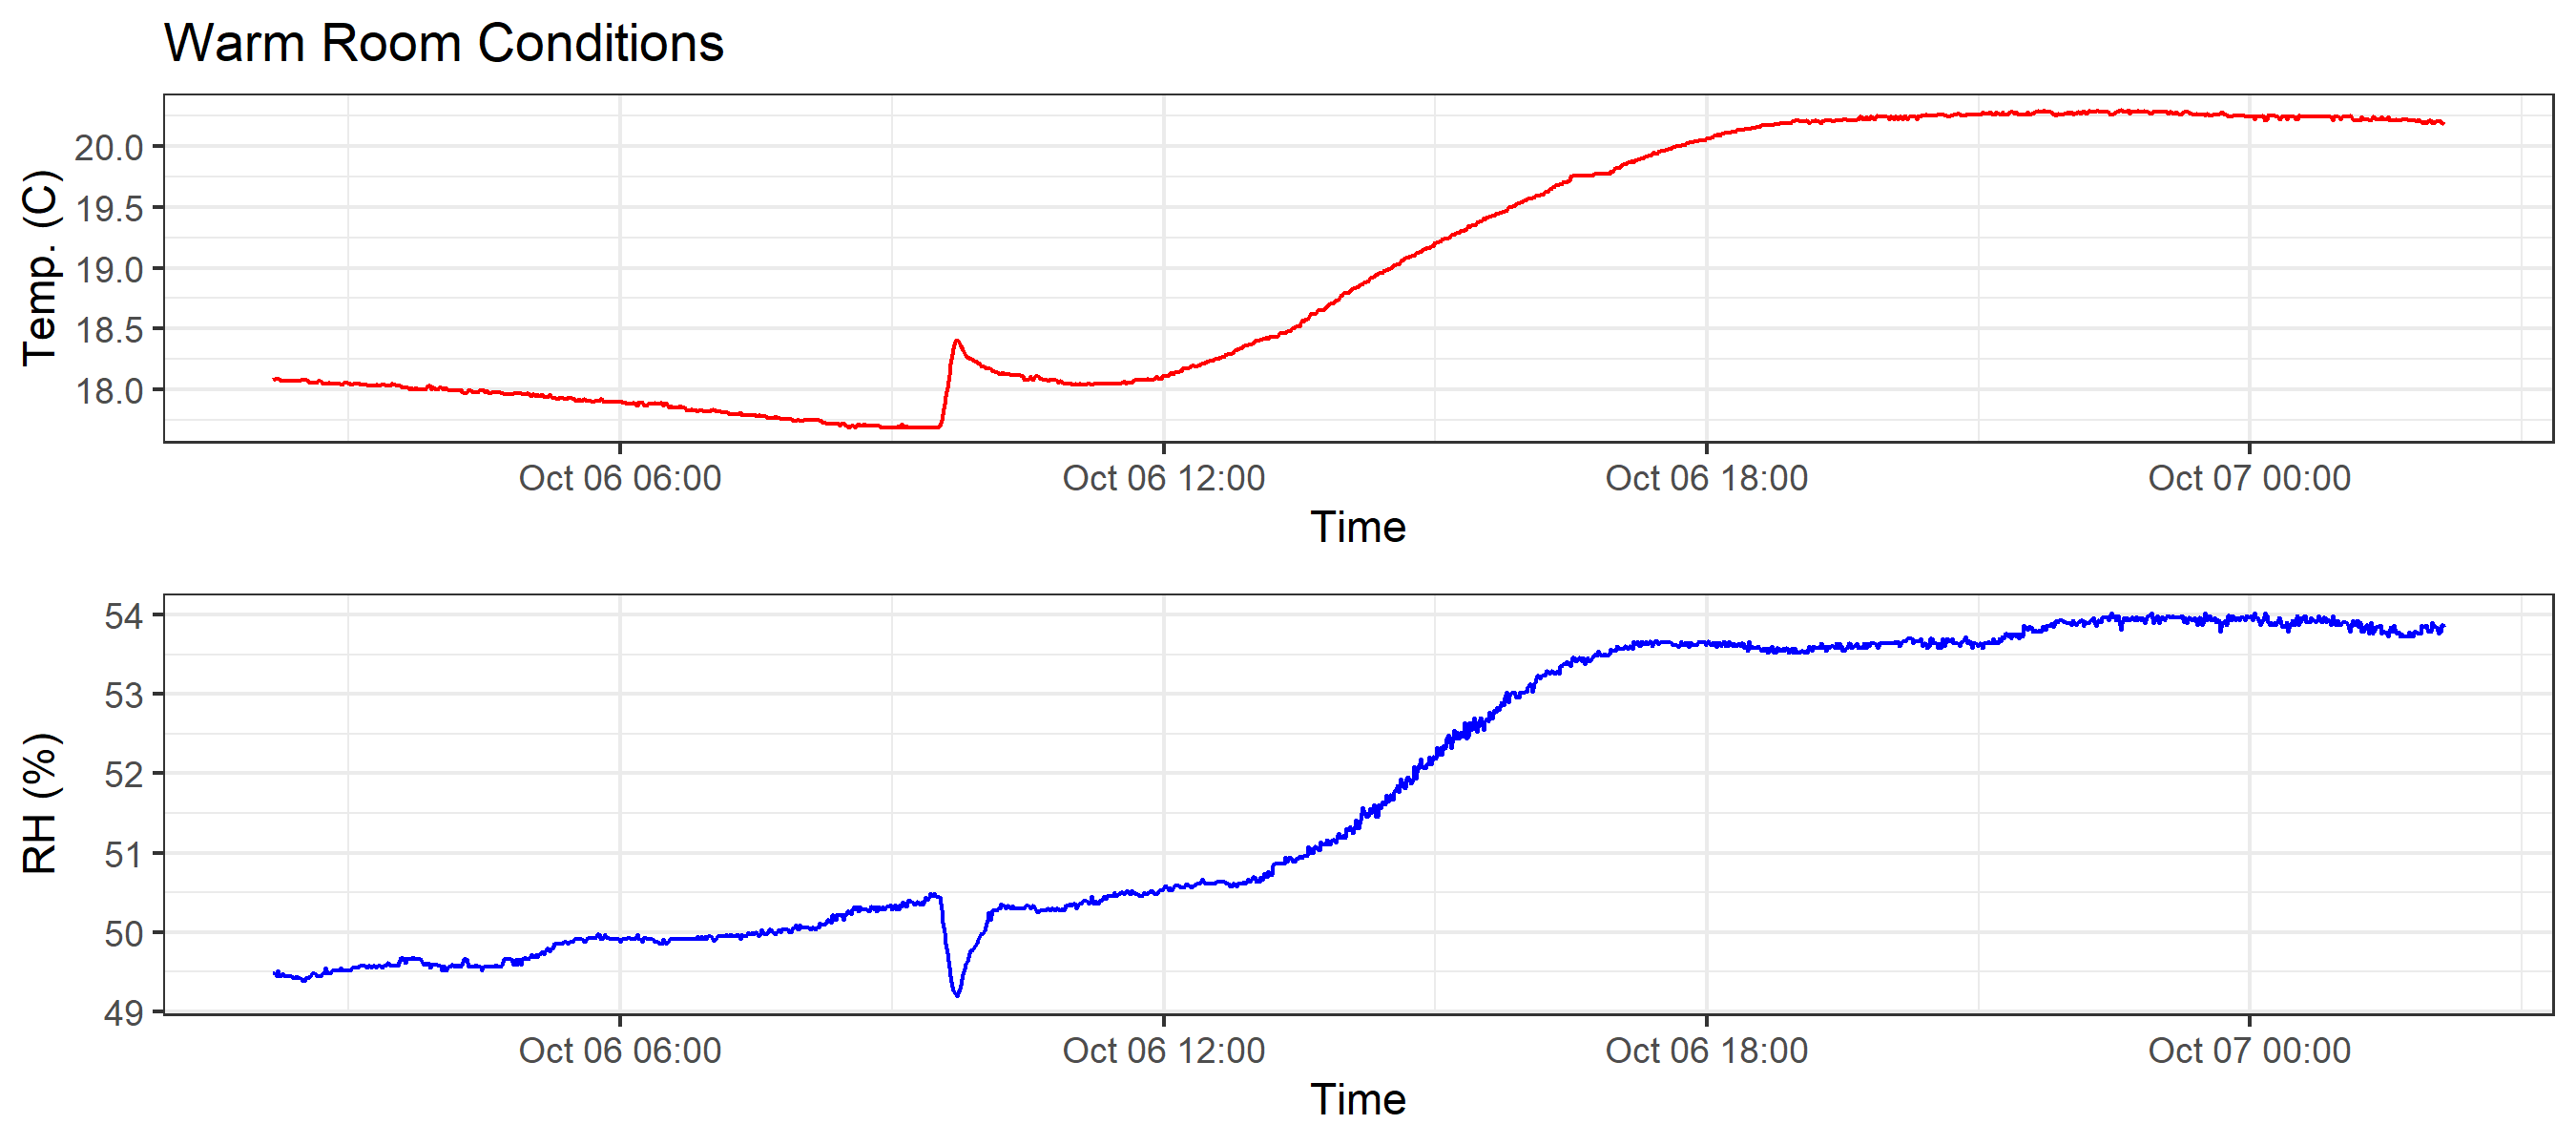 Warm Room Conditions
Temp. (C)
20.0
19.5
19.0
18.5
18.0
Oct 06 06:00 Oct 06 12:00 Oct 06 18:00 Oct 07 00:00
Time
RH (%)
54
53
52
51
50
49
Oct 06 06:00 Oct 06 12:00 Oct 06 18:00 Oct 07 00:00
Time